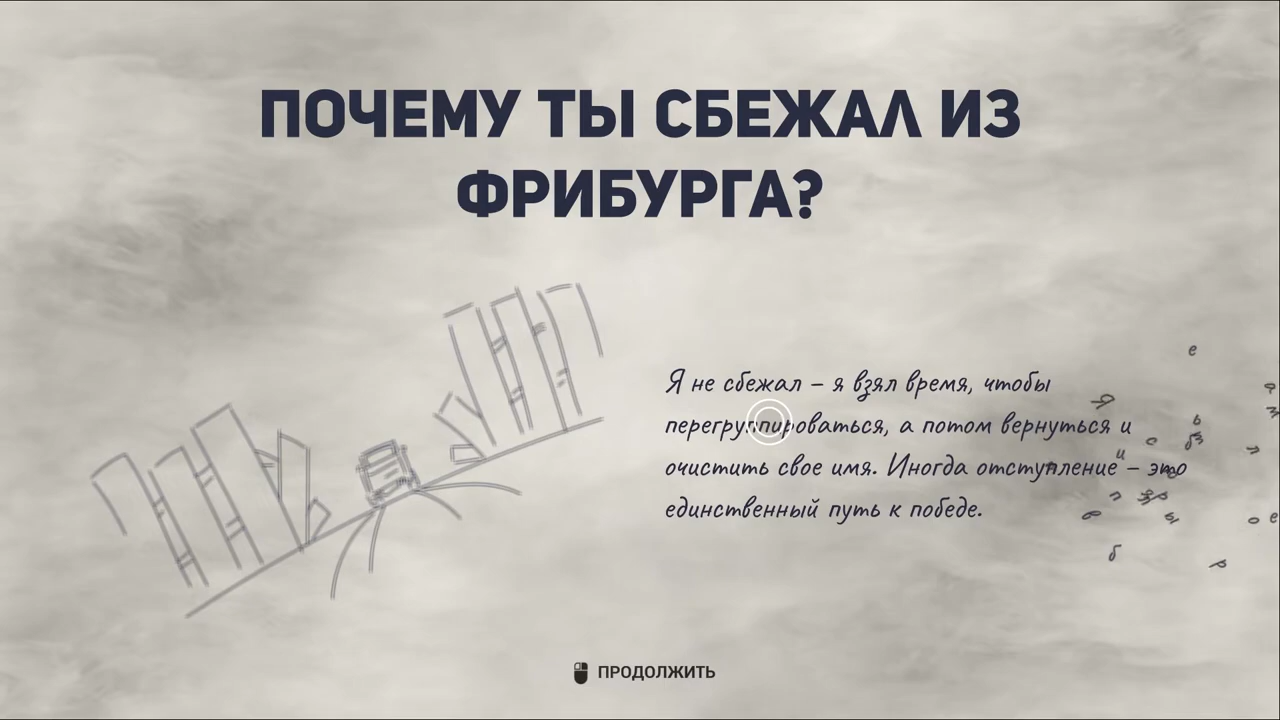 ПОЧЕМУ ТЫ СБЕЖАЛ ИЗ
ФРИБУРГА?
Я не сбежал – я взял время, чтобы
перегруппироваться, а потом вернуться и
очистить свое имя. Иногда отступление – это
единственный путь к победе.
ПРОДОЛЖИТЬ